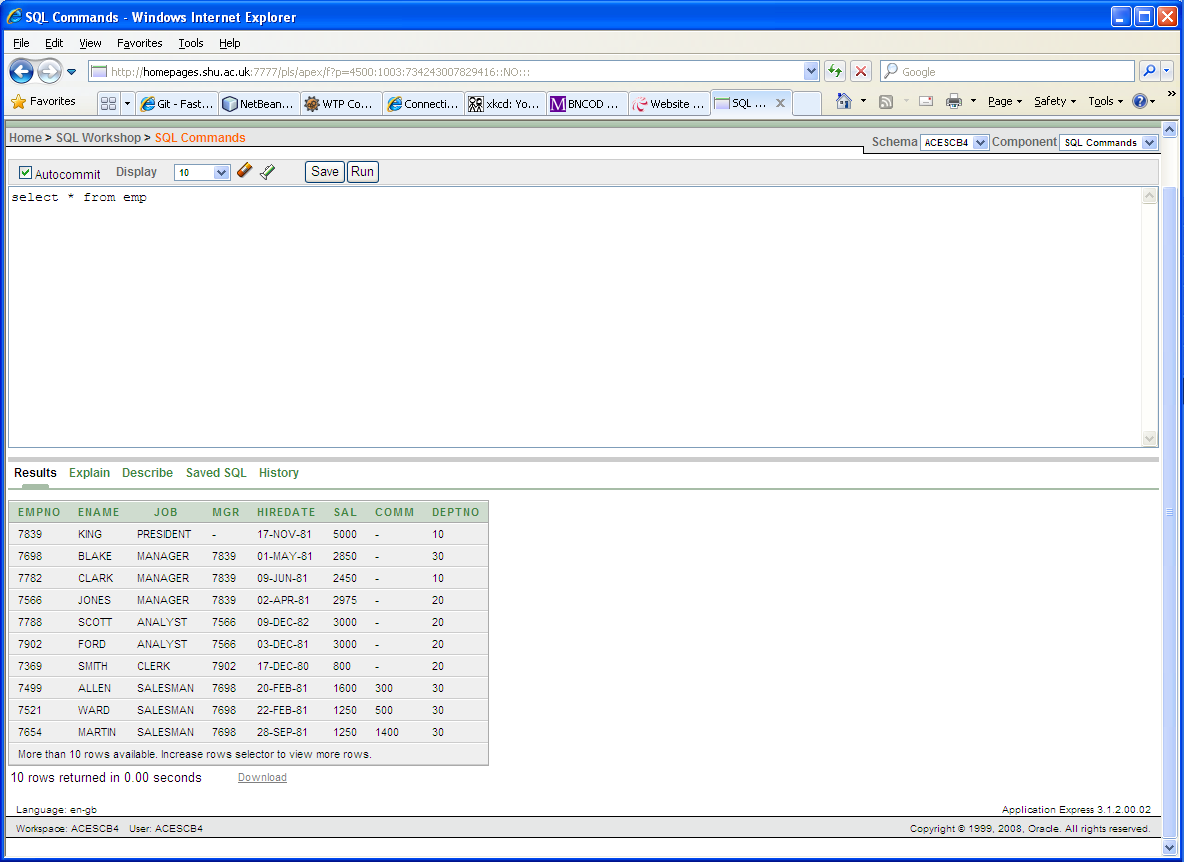 SQL Commands - Windows Internet Explorer
File Edit View Favorites Tools Help
http://homepages.shu.ac.uk:7777/pls/apex/f?p=4500:1003:734243007829416::NO:::
Google
Favorites Git - Fast... NetBean... WTP Co... Connecti... xkcd: Yo... BNCOD ... Website ... SQL ... Page Safety Tools
Home > SQL Workshop > SQL Commands Schema ACESCB4 Component SQL Commands
Autocommit Display 10 Save Run
select * from emp
Results Explain Describe Saved SQL History
EMPNO ENAME JOB MGR HIREDATE SAL COMM DEPTNO
7839 KING PRESIDENT - 17-NOV-81 5000 - 10
7698 BLAKE MANAGER 7839 01-MAY-81 2850 - 30
7782 CLARK MANAGER 7839 09-JUN-81 2450 - 10
7566 JONES MANAGER 7839 02-APR-81 2975 - 20
7788 SCOTT ANALYST 7566 09-DEC-82 3000 - 20
7902 FORD ANALYST 7566 03-DEC-81 3000 - 20
7369 SMITH CLERK 7902 17-DEC-80 800 - 20
7499 ALLEN SALESMAN 7698 20-FEB-81 1600 300 30
7521 WARD SALESMAN 7698 22-FEB-81 1250 500 30
7654 MARTIN SALESMAN 7698 28-SEP-81 1250 1400 30
More than 10 rows available. Increase rows selector to view more rows.
10 rows returned in 0.00 seconds Download
Language: en-gb Application Express 3.1.2.00.02
Workspace: ACESCB4 User: ACESCB4 Copyright © 1999, 2008, Oracle. All rights reserved.